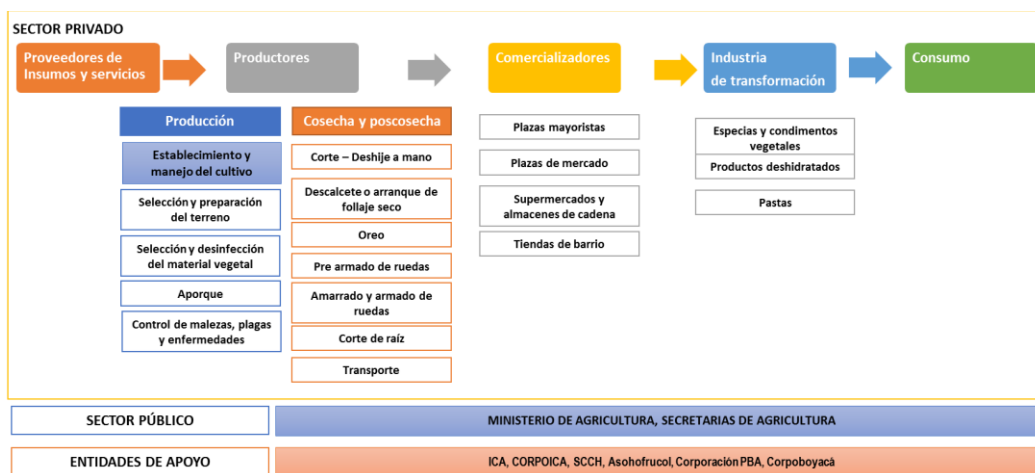 SECTOR PRIVADO
Proveedores de
Insumos y servicios
Productores
Comercializadores
Industria
de transformación
Consumo
Producción
Establecimiento y
manejo del cultivo
Selección y preparación
del terreno
Selección y desinfección
del material vegetal
Aporque
Control de malezas, plagas
y enfermedades
Cosecha y poscosecha
Corte – Deshije a mano
Descalcete o arranque de
follaje seco
Oreo
Pre armado de ruedas
Amarrado y armado de
ruedas
Corte de raíz
Transporte
Plazas mayoristas
Plazas de mercado
Supermercados y
almacenes de cadena
Tiendas de barrio
Especias y condimentos
vegetales
Productos deshidratados
Pastas
SECTOR PÚBLICO
MINISTERIO DE AGRICULTURA, SECRETARIAS DE AGRICULTURA
ENTIDADES DE APOYO
ICA, CORPOICA, SCCH, Asohofrucol, Corporación PBA, Corpoboyacá